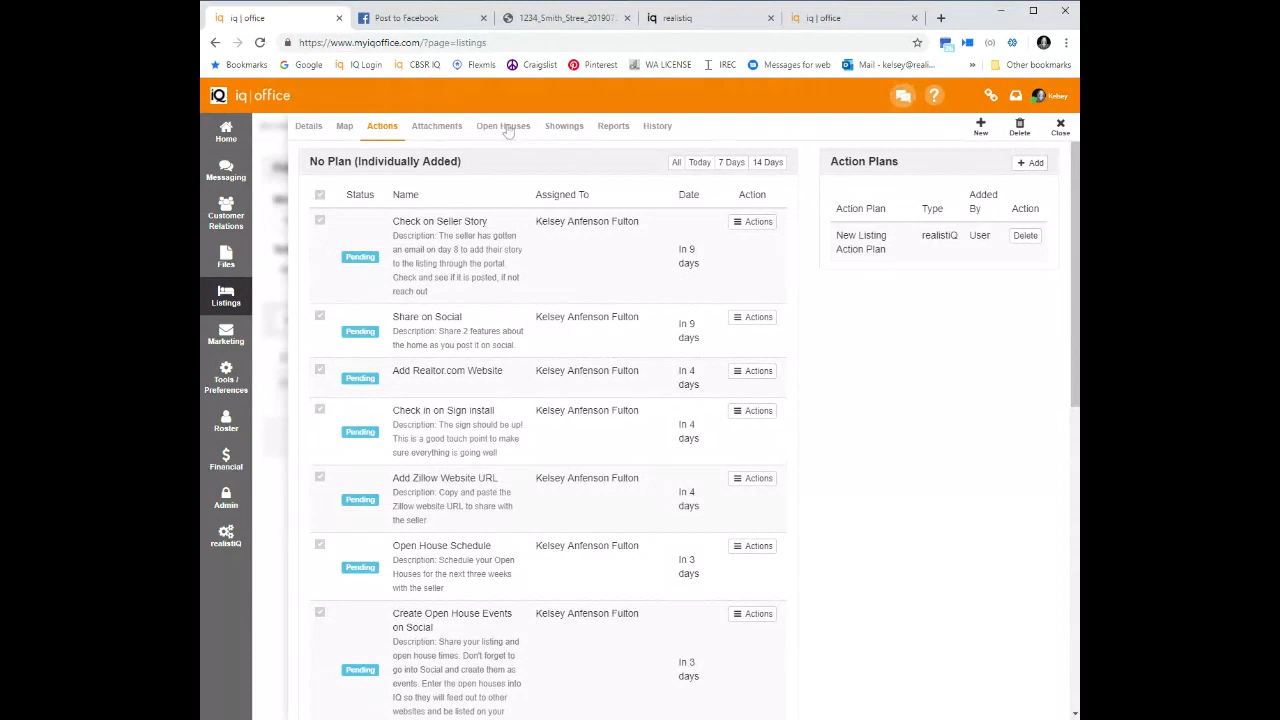 iq | office
Post to Facebook
1234_Smith_Stree_201907
realistiq
iq | office
https://www.myiqoffice.com/?page=listings
Bookmarks
Google
IQ Login
CBSR IQ
Flexmls
Craigslist
Pinterest
WA LICENSE
IREC
Messages for web
Mail - kelsey@reali...
»
Other bookmarks
iQ iq | office
Kelsey
Home
Messaging
Customer
Relations
Files
Listings
Marketing
Tools /
Preferences
Roster
Financial
Admin
realistiQ
Details
Map
Actions
Attachments
Open Houses
Showings
Reports
History
New
Delete
Close
No Plan (Individually Added)
All
Today
7 Days
14 Days
Status
Name
Assigned To
Date
Action
Pending
Check on Seller Story
Description: The seller has gotten
an email on day 8 to add their story
to the listing through the portal.
Check and see if it is posted, if not
reach out
Kelsey Anfenson Fulton
In 9
days
Actions
Pending
Share on Social
Description: Share 2 features about
the home as you post it on social.
Kelsey Anfenson Fulton
In 9
days
Actions
Pending
Add Realtor.com Website
Kelsey Anfenson Fulton
In 4
days
Actions
Pending
Check in on Sign install
Description: The sign should be up!
This is a good touch point to make
sure everything is going well
Kelsey Anfenson Fulton
In 4
days
Actions
Pending
Add Zillow Website URL
Description: Copy and paste the
Zillow website URL to share with
the seller
Kelsey Anfenson Fulton
In 4
days
Actions
Pending
Open House Schedule
Description: Schedule your Open
Houses for the next three weeks
with the seller
Kelsey Anfenson Fulton
In 3
days
Actions
Pending
Create Open House Events
on Social
Description: Share your listing and
open house times. Don't forget to
go into Social and create them as
events. Enter the open houses into
IQ so they will feed out to other
websites and be listed on your
Kelsey Anfenson Fulton
In 3
days
Actions
Action Plans
+ Add
Action Plan
Type
Added
By
Action
New Listing
Action Plan
realistiQ
User
Delete